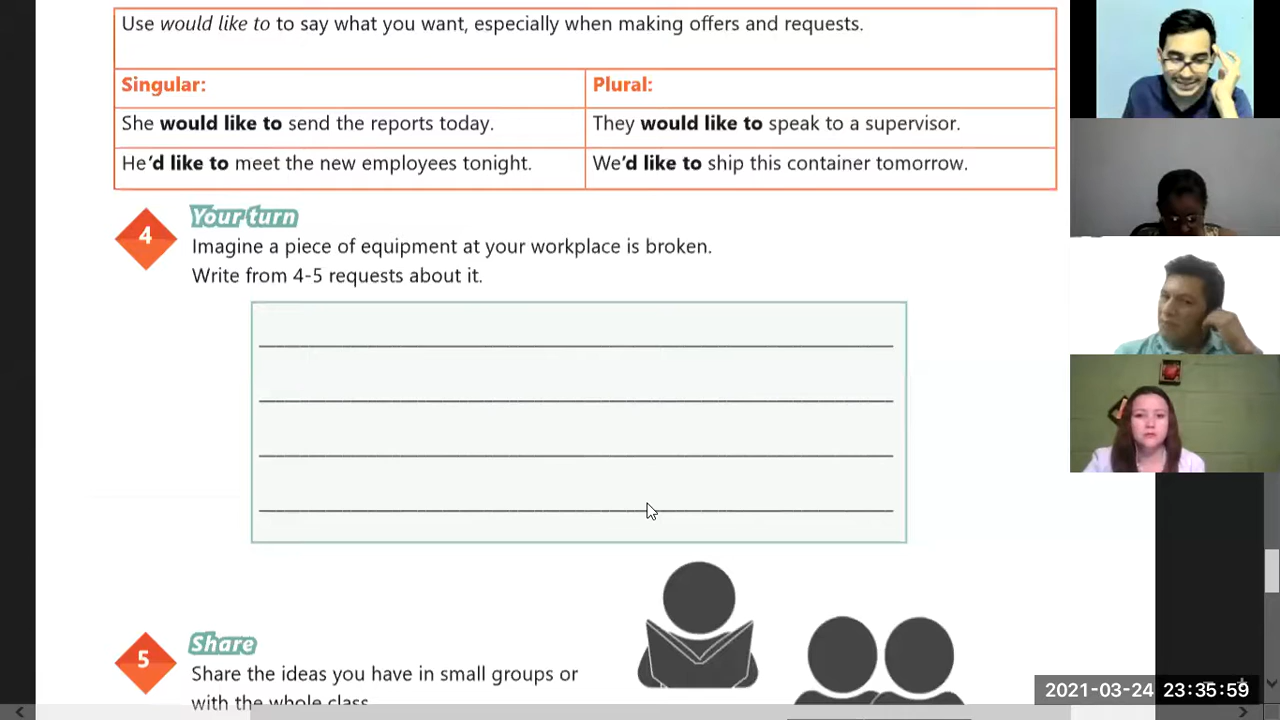 Use would like to to say what you want, especially when making offers and requests.
Singular:
Plural:
She would like to send the reports today.
They would like to speak to a supervisor.
He'd like to meet the new employees tonight.
We'd like to ship this container tomorrow.
4
Your turn
Imagine a piece of equipment at your workplace is broken.
Write from 4-5 requests about it.
5
Share
Share the ideas you have in small groups or
with the whole class
2021-03-24 23:35:59